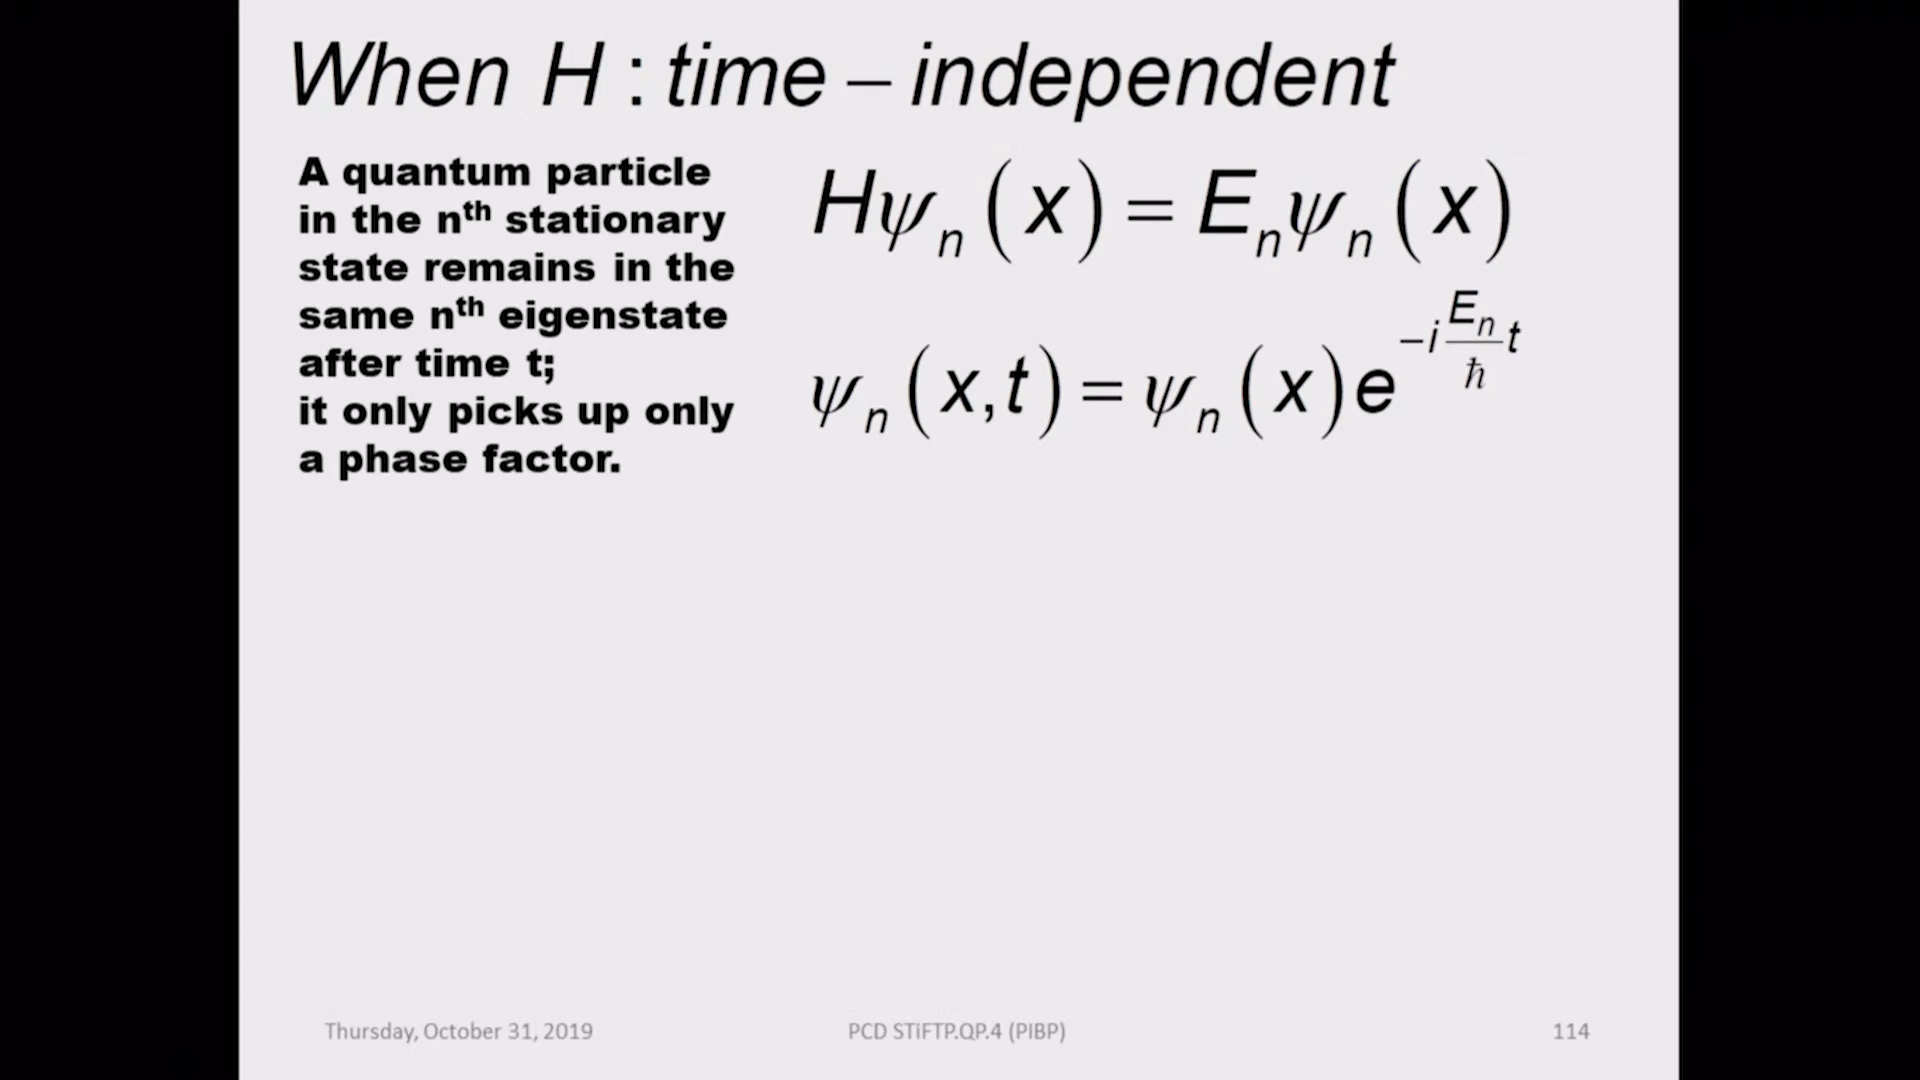 When H : time – independent
A quantum particle
in the nth stationary
state remains in the
same nth eigenstate
after time t;
it only picks up only
a phase factor.
Hψn(x) = Enψn(x)
ψn(x,t) = ψn(x)e^(-i(En/ħ)t)
Thursday, October 31, 2019
PCD STiFTP.QP.4 (PIBP)
114